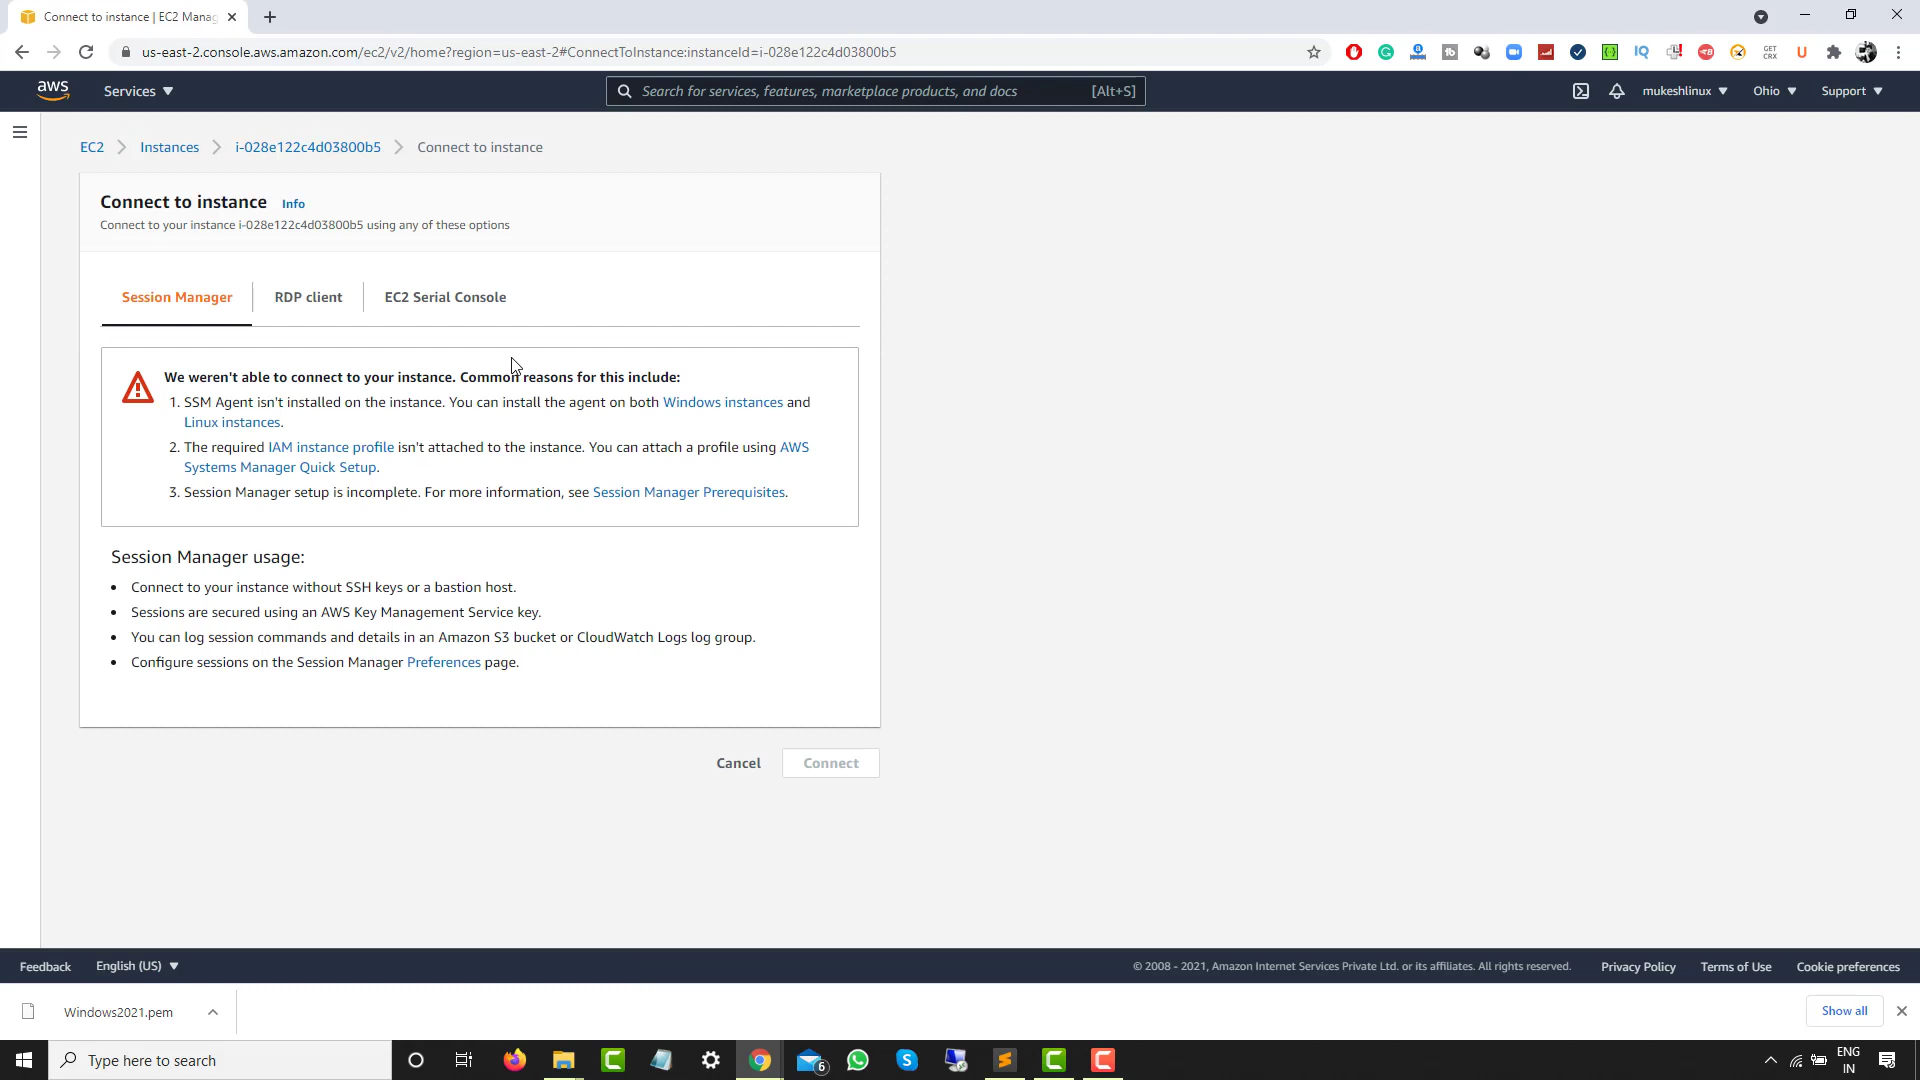 Connect to instance | EC2 Manag
us-east-2.console.aws.amazon.com/ec2/v2/home?region=us-east-2#ConnectToInstance:instanceId=i-028e122c4d03800b5
aws
Services
Search for services, features, marketplace products, and docs
[Alt+S]
mukeshlinux
Ohio
Support
EC2
Instances
i-028e122c4d03800b5
Connect to instance
Connect to instance
Info
Connect to your instance i-028e122c4d03800b5 using any of these options
Session Manager
RDP client
EC2 Serial Console
We weren't able to connect to your instance. Common reasons for this include:
1. SSM Agent isn't installed on the instance. You can install the agent on both Windows instances and
Linux instances.
2. The required IAM instance profile isn't attached to the instance. You can attach a profile using AWS
Systems Manager Quick Setup.
3. Session Manager setup is incomplete. For more information, see Session Manager Prerequisites.
Session Manager usage:
• Connect to your instance without SSH keys or a bastion host.
• Sessions are secured using an AWS Key Management Service key.
• You can log session commands and details in an Amazon S3 bucket or CloudWatch Logs log group.
• Configure sessions on the Session Manager Preferences page.
Cancel
Connect
Feedback
English (US)
© 2008 - 2021, Amazon Internet Services Private Ltd. or its affiliates. All rights reserved.
Privacy Policy
Terms of Use
Cookie preferences
Windows2021.pem
Show all
Type here to search
6
ENG
IN